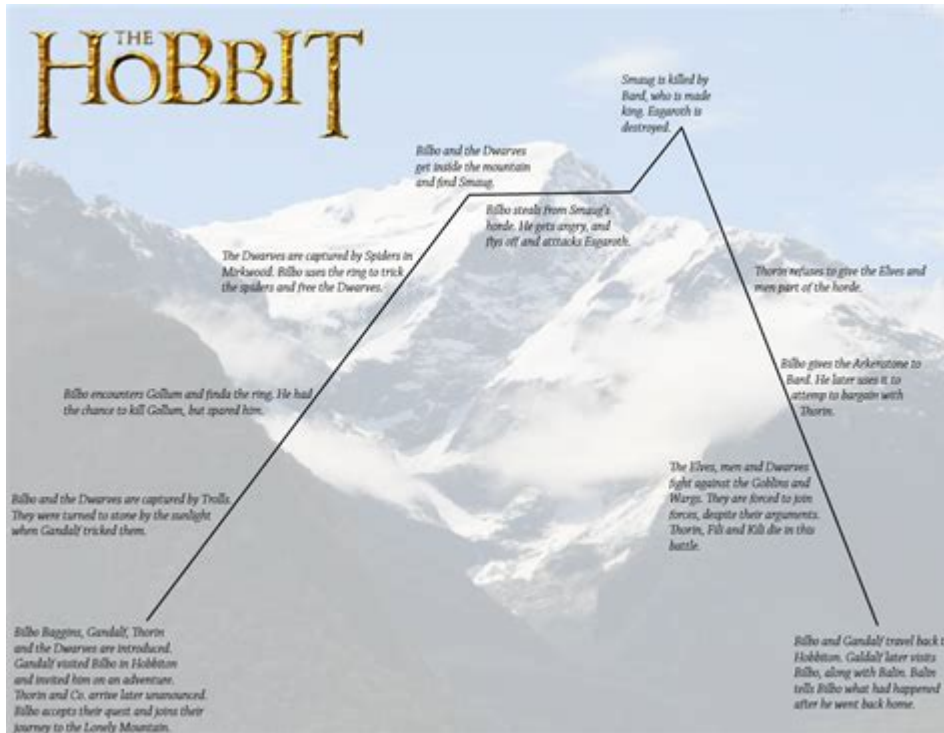 THE
HOBBIT
Smaug is killed by
Bard, who is made
king. Esgaroth is
destroyed.
Bilbo and the Dwarves
get inside the mountain
and find Smaug.
Bilbo steals from Smaug's
horde. He gets angry, and
flys off and atttacks Esgaroth.
The Dwarves are captured by Spiders in
Mirkwood. Bilbo uses the ring to trick
the spiders and free the Dwarves.
Thorin refuses to give the Elves and
men part of the horde.
Bilbo encounters Gollum and finds the ring. He had
the chance to kill Gollum, but spared him.
Bilbo gives the Arkenstone to
Bard. He later uses it to
attemp to bargain with
Thorin.
Bilbo and the Dwarves are captured by Trolls.
They were turned to stone by the sunlight
when Gandalf tricked them.
The Elves, men and Dwarves
fight against the Goblins and
Wargs. They are forced to join
forces, despite their arguments.
Thorin, Fili and Kili die in this
battle.
Bilbo Baggins, Gandalf, Thorin
and the Dwarves are introduced.
Gandalf visited Bilbo in Hobbiton
and invited him on an adventure.
Thorin and Co. arrive later unanounced.
Bilbo accepts their quest and joins their
journey to the Lonely Mountain.
Bilbo and Gandalf travel back t
Hobbiton. Galdalf later visits
Bilbo, along with Balin. Balin
tells Bilbo what had happened
after he went back home.